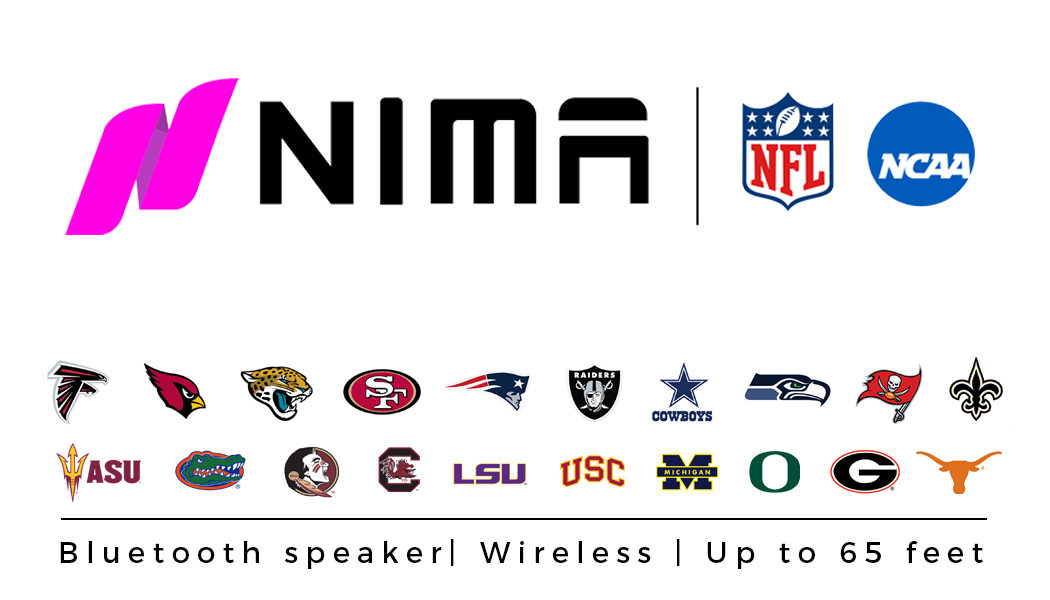 NIMA
NFL
NCAA
SF
RAIDERS
COWBOYS
ASU
C
LSU
USC
MICHIGAN
M
O
G
Bluetooth speaker| Wireless | Up to 65 feet